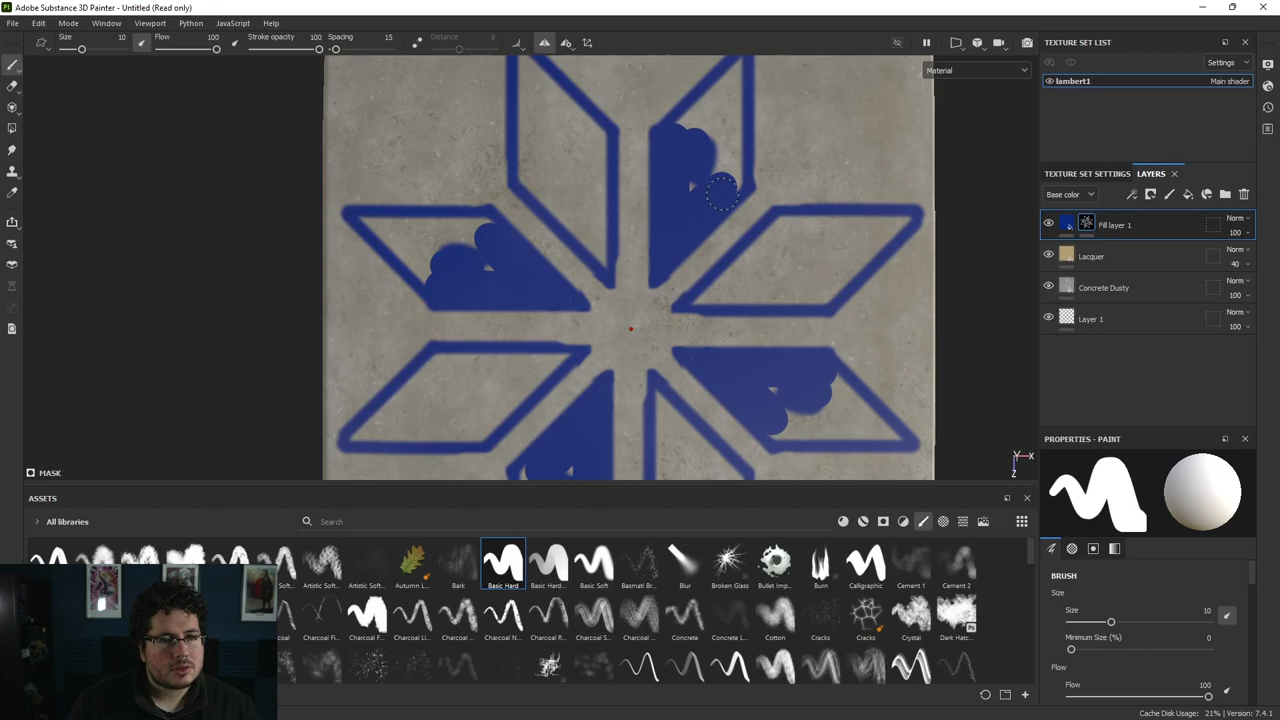 Adobe Substance 3D Painter - Untitled (Read only)
File Edit Mode Window Viewport Python JavaScript Help
Size 10 Flow 100 Stroke opacity 100 Spacing 15 Distance 8
Material
TEXTURE SET LIST
Settings
lambert1 Main shader
TEXTURE SET SETTINGS LAYERS
Base color
Fill layer 1 Norm 100
Lacquer Norm 40
Concrete Dusty Norm 100
Layer 1 Norm 100
Y X
Z
MASK
PROPERTIES - PAINT
ASSETS
All libraries Search
Soft... Artistic Sof... Artistic Soft... Autumn L... Bark Basic Hard Basic Hard... Basic Soft Basmati Br... Blur Broken Glass Bullet Imp... Burn Calligraphic Cement 1 Cement 2
Charcoal Fi... Charcoal F... Charcoal Li... Charcoal ... Charcoal N... Charcoal R... Charcoal S... Charcoal ... Concrete Concrete L... Cotton Cracks Cracks Crystal Dark Hatc...
BRUSH
Size
Size 10
Minimum Size (%) 0
Flow
Flow 100
Cache Disk Usage: 21% | Version: 7.4.1